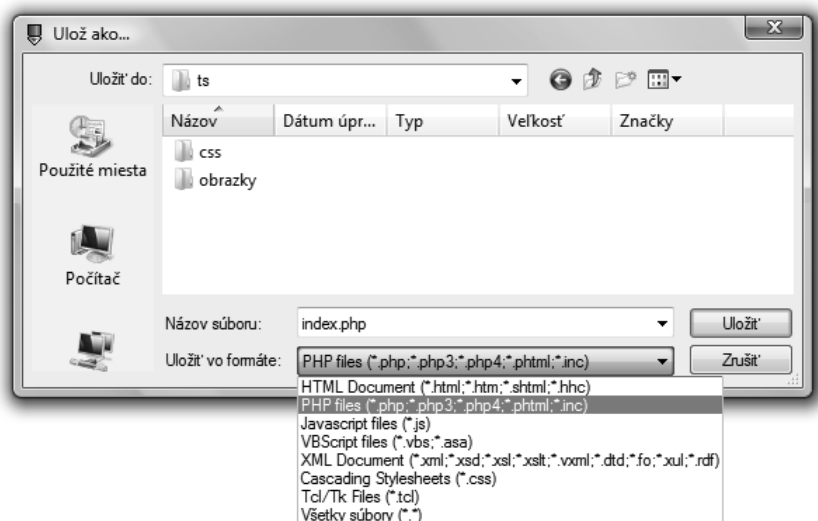 Ulož ako...
Uložiť do: ts
Názov Dátum úpr... Typ Veľkosť Značky
css
obrazky
Použité miesta
Počítač
Názov súboru: index.php Uložiť
Uložiť vo formáte: PHP files (*.php;*.php3;*.php4;*.phtml;*.inc) Zrušiť
HTML Document (*.html;*.htm;*.shtml;*.hhc)
PHP files (*.php;*.php3;*.php4;*.phtml;*.inc)
Javascript files (*.js)
VBScript files (*.vbs;*.asa)
XML Document (*.xml;*.xsd;*.xsl;*.xslt;*.vxml;*.dtd;*.fo;*.xul;*.rdf)
Cascading Stylesheets (*.css)
Tcl/Tk Files (*.tcl)
Všetky súbory (*.*)